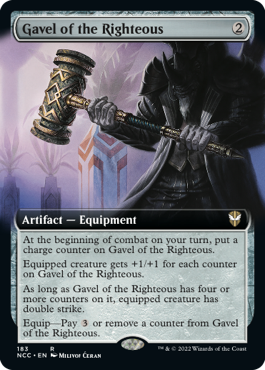 Gavel of the Righteous 2
Artifact — Equipment
At the beginning of combat on your turn, put a
charge counter on Gavel of the Righteous.
Equipped creature gets +1/+1 for each counter
on Gavel of the Righteous.
As long as Gavel of the Righteous has four or
more counters on it, equipped creature has
double strike.
Equip—Pay 3 or remove a counter from Gavel
of the Righteous.
183 R
NCC • EN Milivoj Ćeran
™ & © 2022 Wizards of the Coast